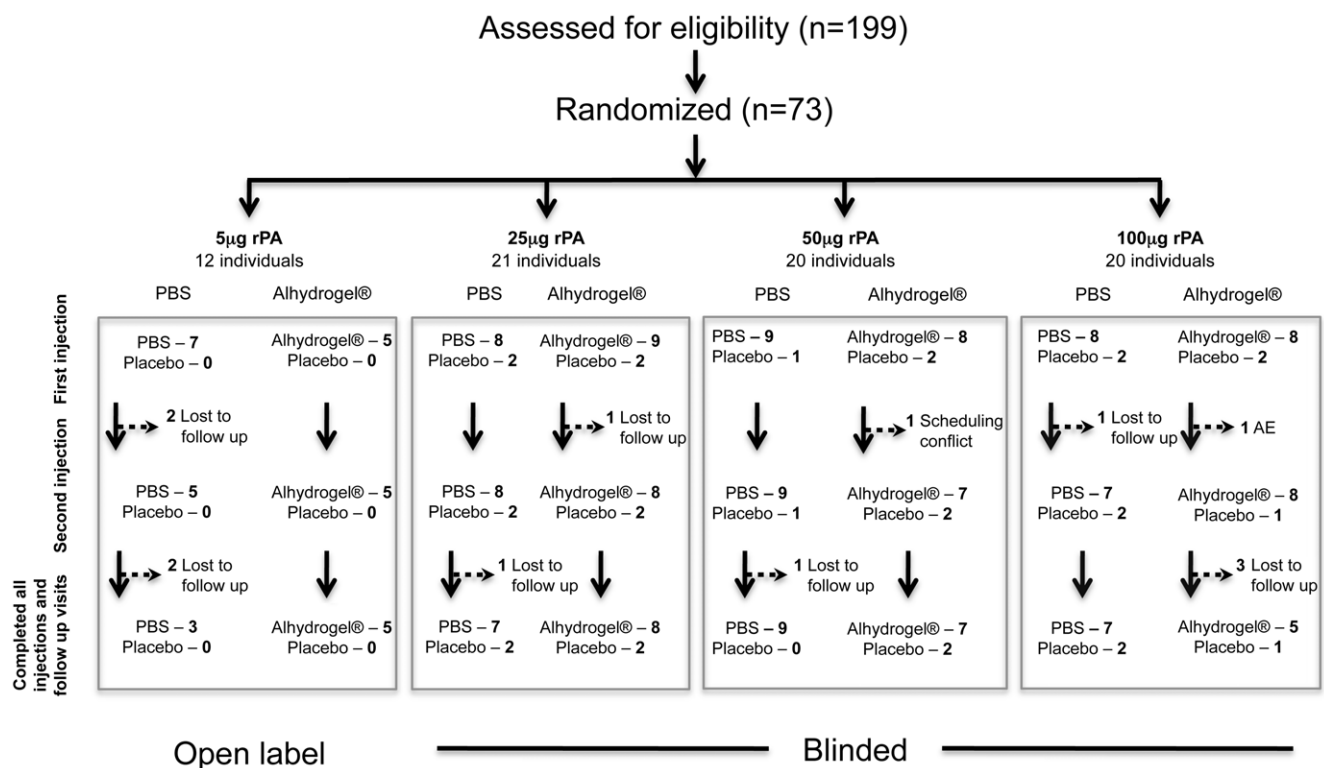 Assessed for eligibility (n=199)
Randomized (n=73)
5μg rPA
12 individuals
PBS
Alhydrogel®
25μg rPA
21 individuals
PBS
Alhydrogel®
50μg rPA
20 individuals
PBS
Alhydrogel®
100μg rPA
20 individuals
PBS
Alhydrogel®
First injection
PBS – 7
Placebo – 0
Alhydrogel® – 5
Placebo – 0
PBS – 8
Placebo – 2
Alhydrogel® – 9
Placebo – 2
PBS – 9
Placebo – 1
Alhydrogel® – 8
Placebo – 2
PBS – 8
Placebo – 2
Alhydrogel® – 8
Placebo – 2
2 Lost to
follow up
1 Lost to
follow up
1 Scheduling
conflict
1 Lost to
follow up
1 AE
Second injection
PBS – 5
Placebo – 0
Alhydrogel® – 5
Placebo – 0
PBS – 8
Placebo – 2
Alhydrogel® – 8
Placebo – 2
PBS – 9
Placebo – 1
Alhydrogel® – 7
Placebo – 2
PBS – 7
Placebo – 2
Alhydrogel® – 8
Placebo – 1
2 Lost to
follow up
1 Lost to
follow up
1 Lost to
follow up
3 Lost to
follow up
Completed all
injections and
follow up visits
PBS – 3
Placebo – 0
Alhydrogel® – 5
Placebo – 0
PBS – 7
Placebo – 2
Alhydrogel® – 8
Placebo – 2
PBS – 9
Placebo – 0
Alhydrogel® – 7
Placebo – 2
PBS – 7
Placebo – 2
Alhydrogel® – 5
Placebo – 1
Open label
Blinded